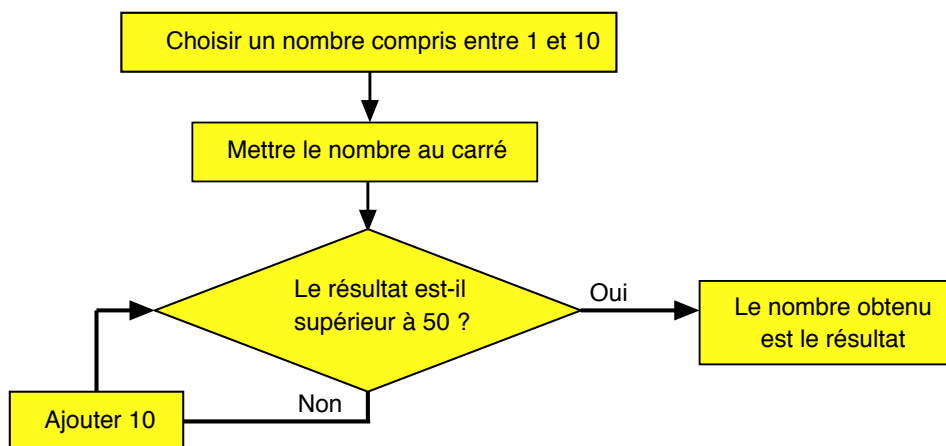 Choisir un nombre compris entre 1 et 10
Mettre le nombre au carré
Le résultat est-il
supérieur à 50 ?
Oui
Le nombre obtenu
est le résultat
Non
Ajouter 10